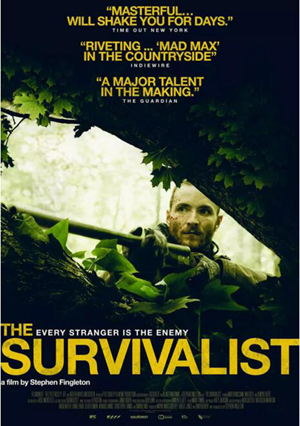 “MASTERFUL...
WILL SHAKE YOU FOR DAYS.”
TIME OUT NEW YORK
“RIVETING ... ‘MAD MAX’
IN THE COUNTRYSIDE”
INDIEWIRE
“A MAJOR TALENT
IN THE MAKING.”
THE GUARDIAN
THE
EVERY STRANGER IS THE ENEMY
SURVIVALIST
a film by Stephen Fingleton